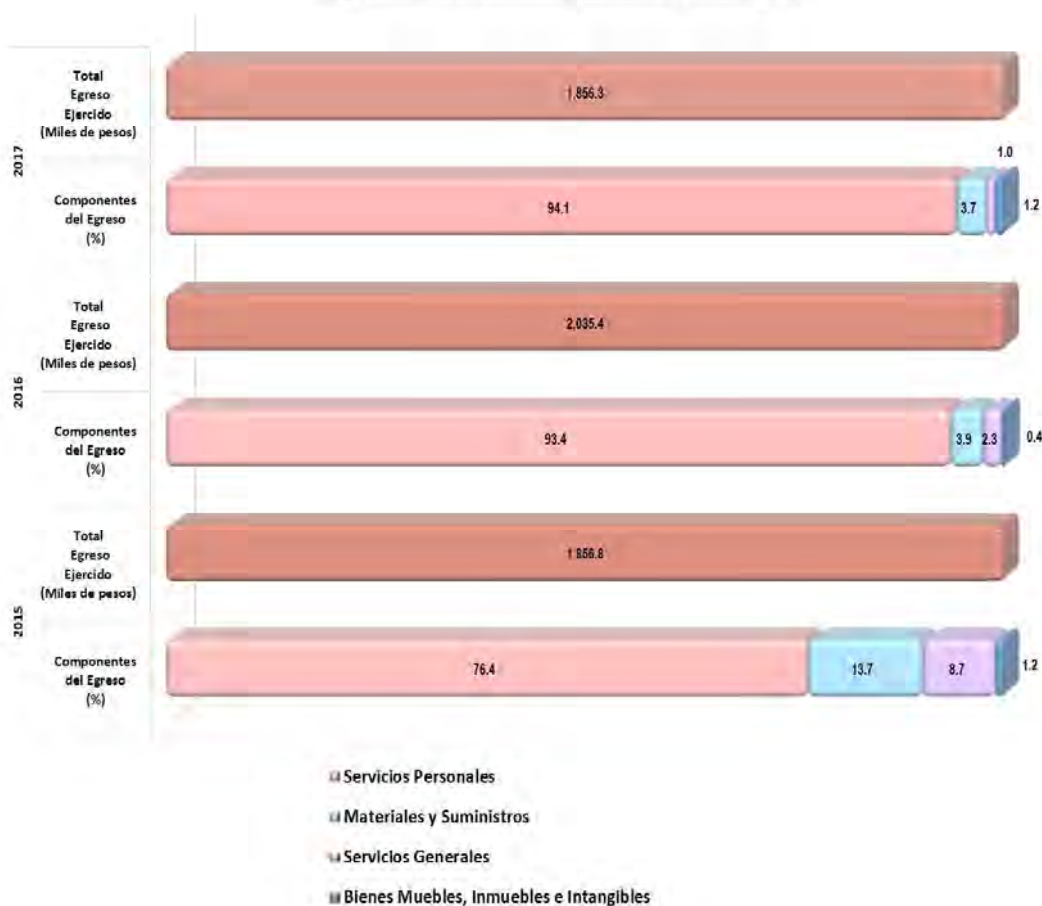 2017
Total
Egreso
Ejercido
(Miles de pesos)
1,856.3
Componentes
del Egreso
(%)
94.1
3.7
1.0
1.2
2016
Total
Egreso
Ejercido
(Miles de pesos)
2,035.4
Componentes
del Egreso
(%)
93.4
3.9
2.3
0.4
2015
Total
Egreso
Ejercido
(Miles de pesos)
1 856.8
Componentes
del Egreso
(%)
76.4
13.7
8.7
1.2
Servicios Personales
Materiales y Suministros
Servicios Generales
Bienes Muebles, Inmuebles e Intangibles